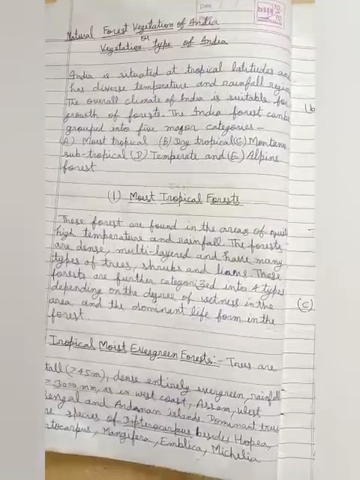 Natural Forest Vegetation of India
or
Vegetation Type of India
India is situated at tropical latitudes and
has diverse temperature and rainfall regim
The overall climate of India is suitable for
growth of forests. The India forest can be
grouped into five major categories-
(A) Moist tropical (B) Dry tropical (C) Montane
sub-tropical (D) Temperate and (E) Alpine
forest
(1) Moist Tropical Forests
These forest are found in the areas of
high temperature and rainfall. The forests
are dense, multi-layered and have many
types of trees, shrubs and These
forests are further categorized into 4 type
depending on the degree of wetness in the
area and the dominant life form in the
forest.
(C)
Tropical Moist Evergreen Forests:- Trees are
tall (≥45m), dense entirely evergreen, rainfall
3000 mm, as in west coast, Assam, West
Bengal and Andaman islands. Dominant tree
species of Dipterocarpus besides Hopea,
tocarpus, Mangifera, Emblica, Michelia